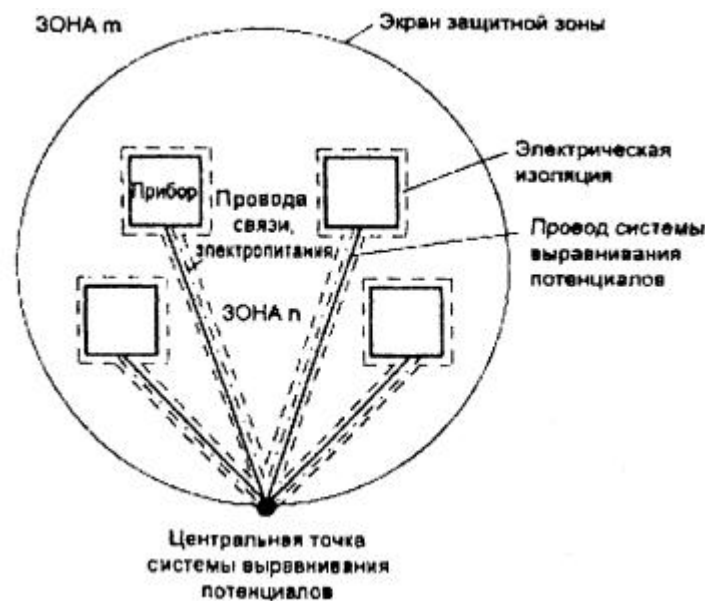 ЗОНА m
Экран защитной зоны
Электрическая
изоляция
Прибор
Провода
связи,
электропитания
Провод системы
выравнивания
потенциалов
ЗОНА n
Центральная точка
системы выравнивания
потенциалов